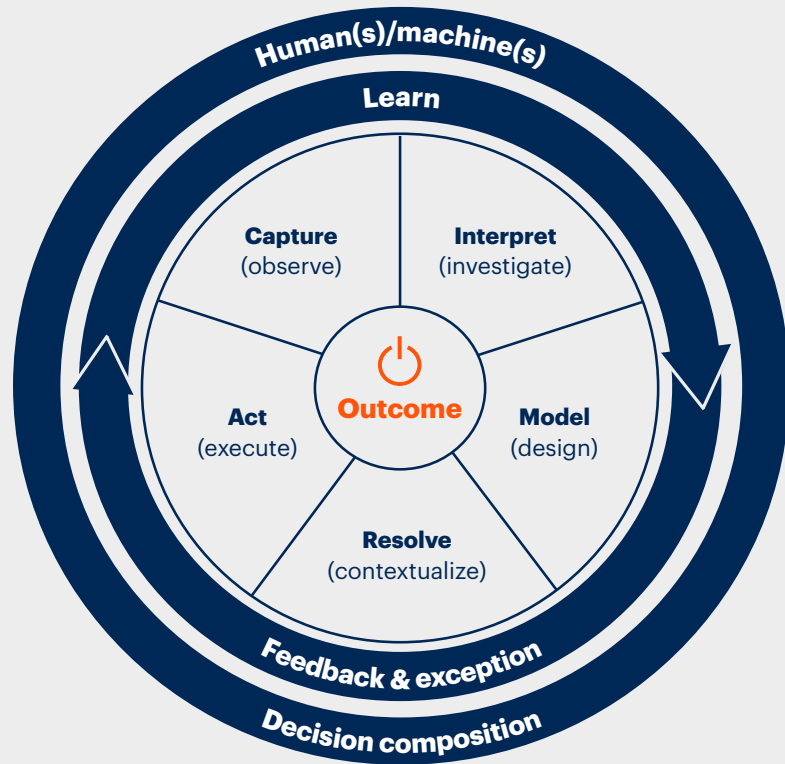 Human(s)/machine(s)
Learn
Capture
(observe)
Interpret
(investigate)
Outcome
Act
(execute)
Model
(design)
Resolve
(contextualize)
Feedback & exception
Decision composition